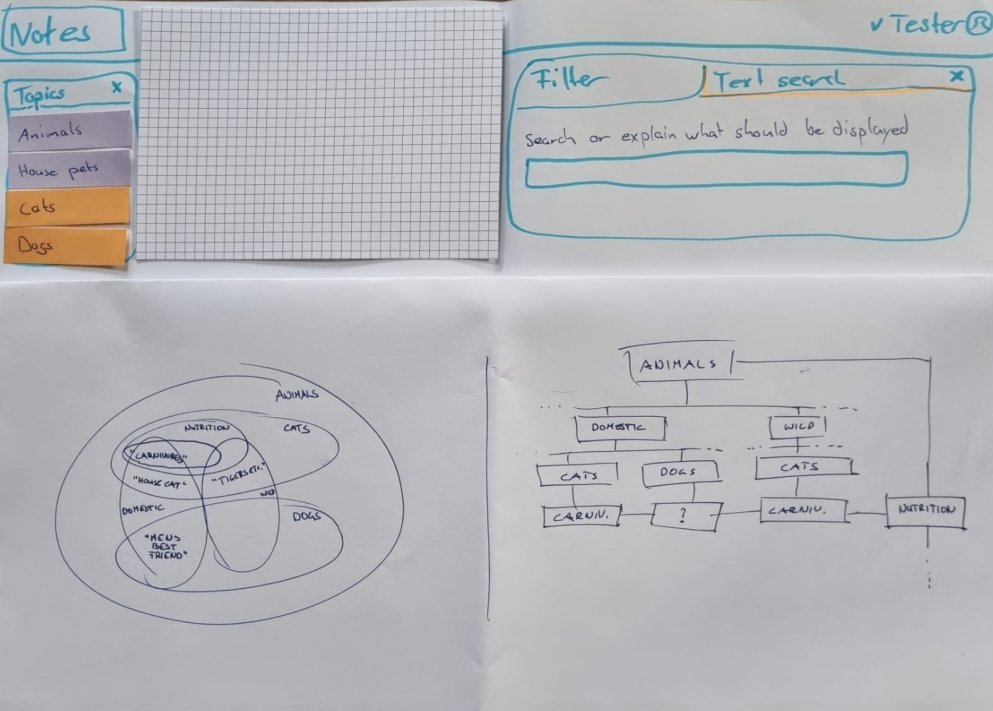 Notes
v Tester®
Topics x
Animals
House pets
Cats
Dogs
Filter
Text search x
Search or explain what should be displayed
ANIMALS
NUTRITION
CATS
"CARNIVORES"
"HOUSE CAT"
"TIGERS ETC."
WILD
DOMESTIC
DOGS
"MENS
BEST
FRIEND"
ANIMALS
DOMESTIC
WILD
CATS
DOGS
CATS
CARNIV.
?
CARNIV.
NUTRITION